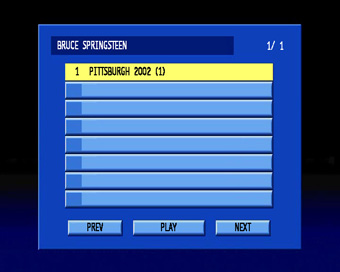 BRUCE SPRINGSTEEN 1/ 1
1 PITTSBURGH 2002 (1)
PREV PLAY NEXT